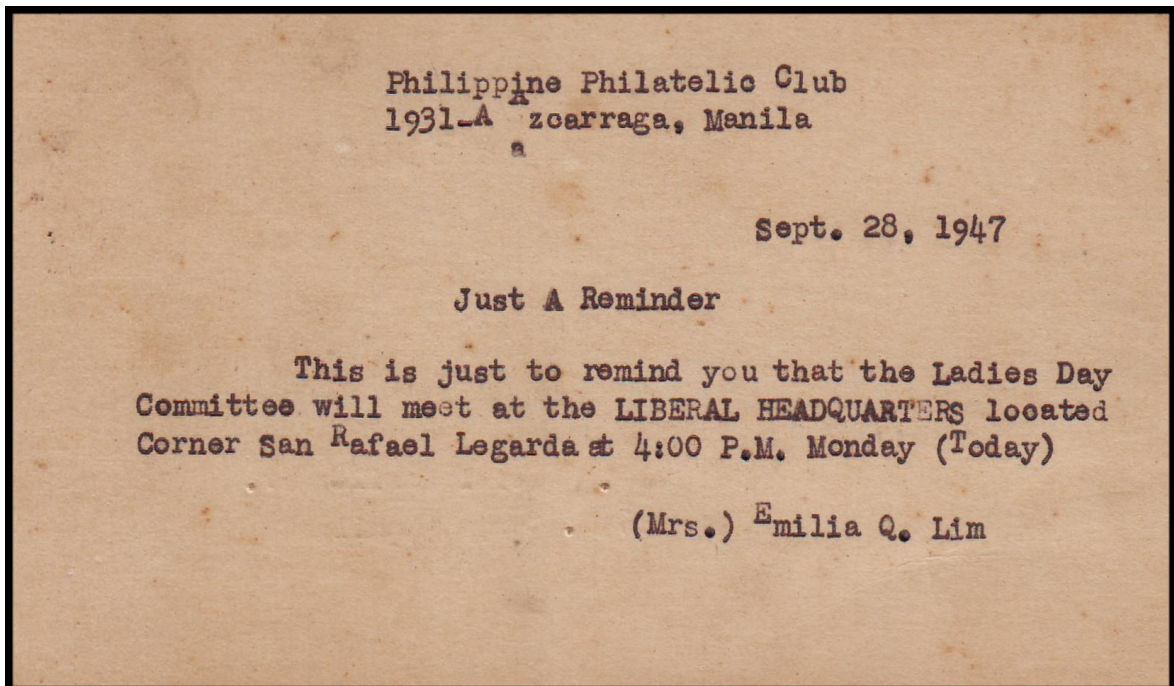 Philippine Philatelic Club
1931-A Azcarraga, Manila
a
Sept. 28, 1947
Just A Reminder
This is just to remind you that the Ladies Day
Committee will meet at the LIBERAL HEADQUARTERS located
Corner San Rafael Legarda at 4:00 P.M. Monday (Today)
(Mrs.) Emilia Q. Lim